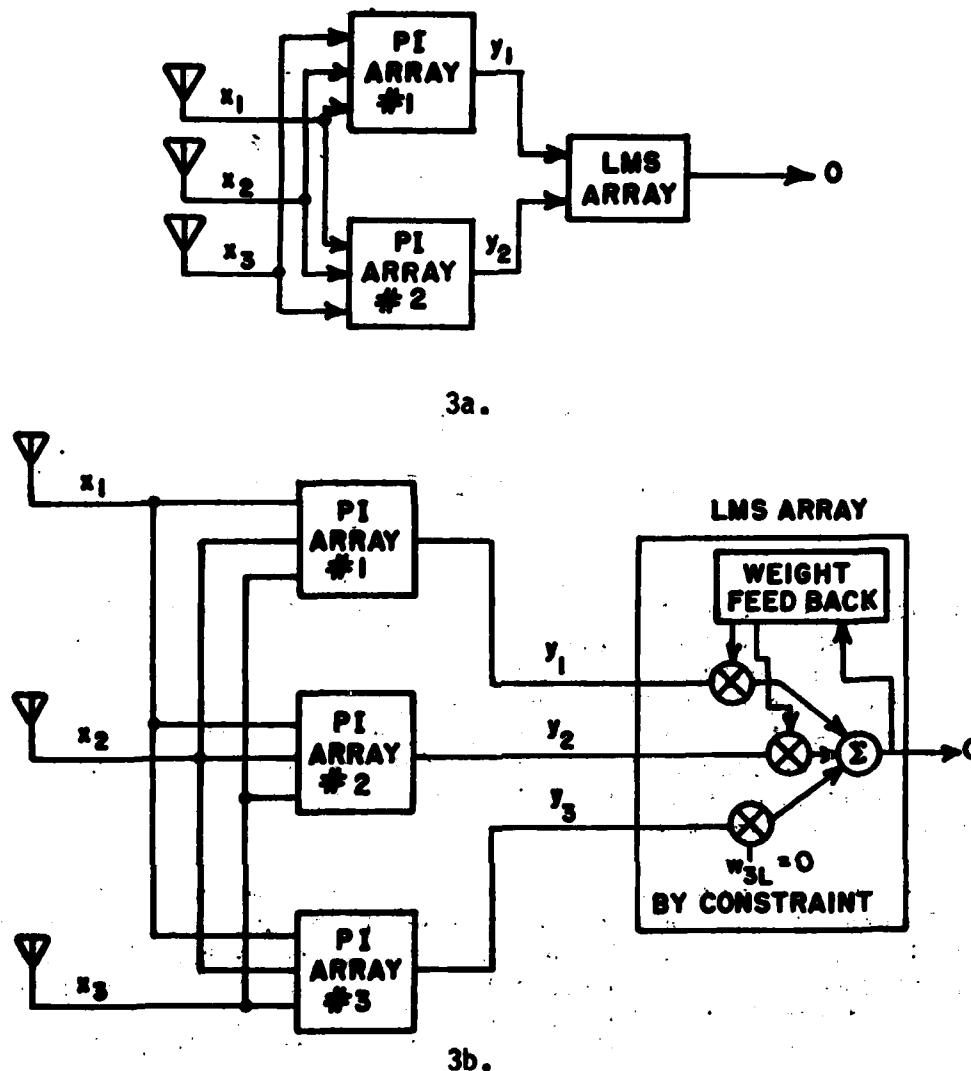 PI
ARRAY
#1
y1
x1
x2
x3
LMS
ARRAY
O
PI
ARRAY
#2
y2
3a.
x1
PI
ARRAY
#1
LMS ARRAY
WEIGHT
FEED BACK
y1
x2
PI
ARRAY
#2
y2
Σ
O
y3
w3L = 0
BY CONSTRAINT
x3
PI
ARRAY
#3
3b.